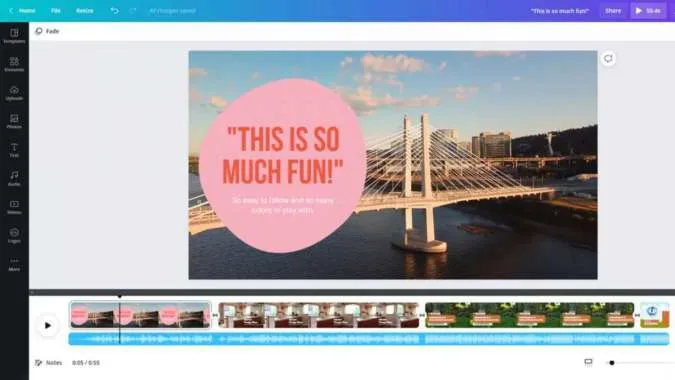 Home File Resize All changes saved "This is so much fun!" Share 55.4s
Fade
Templates
Elements
Uploads
Photos
Text
Audio
Videos
Logos
More
"THIS IS SO
MUCH FUN!"
So easy to follow and so many
colors to play with.
Notes 0:05 / 0:55